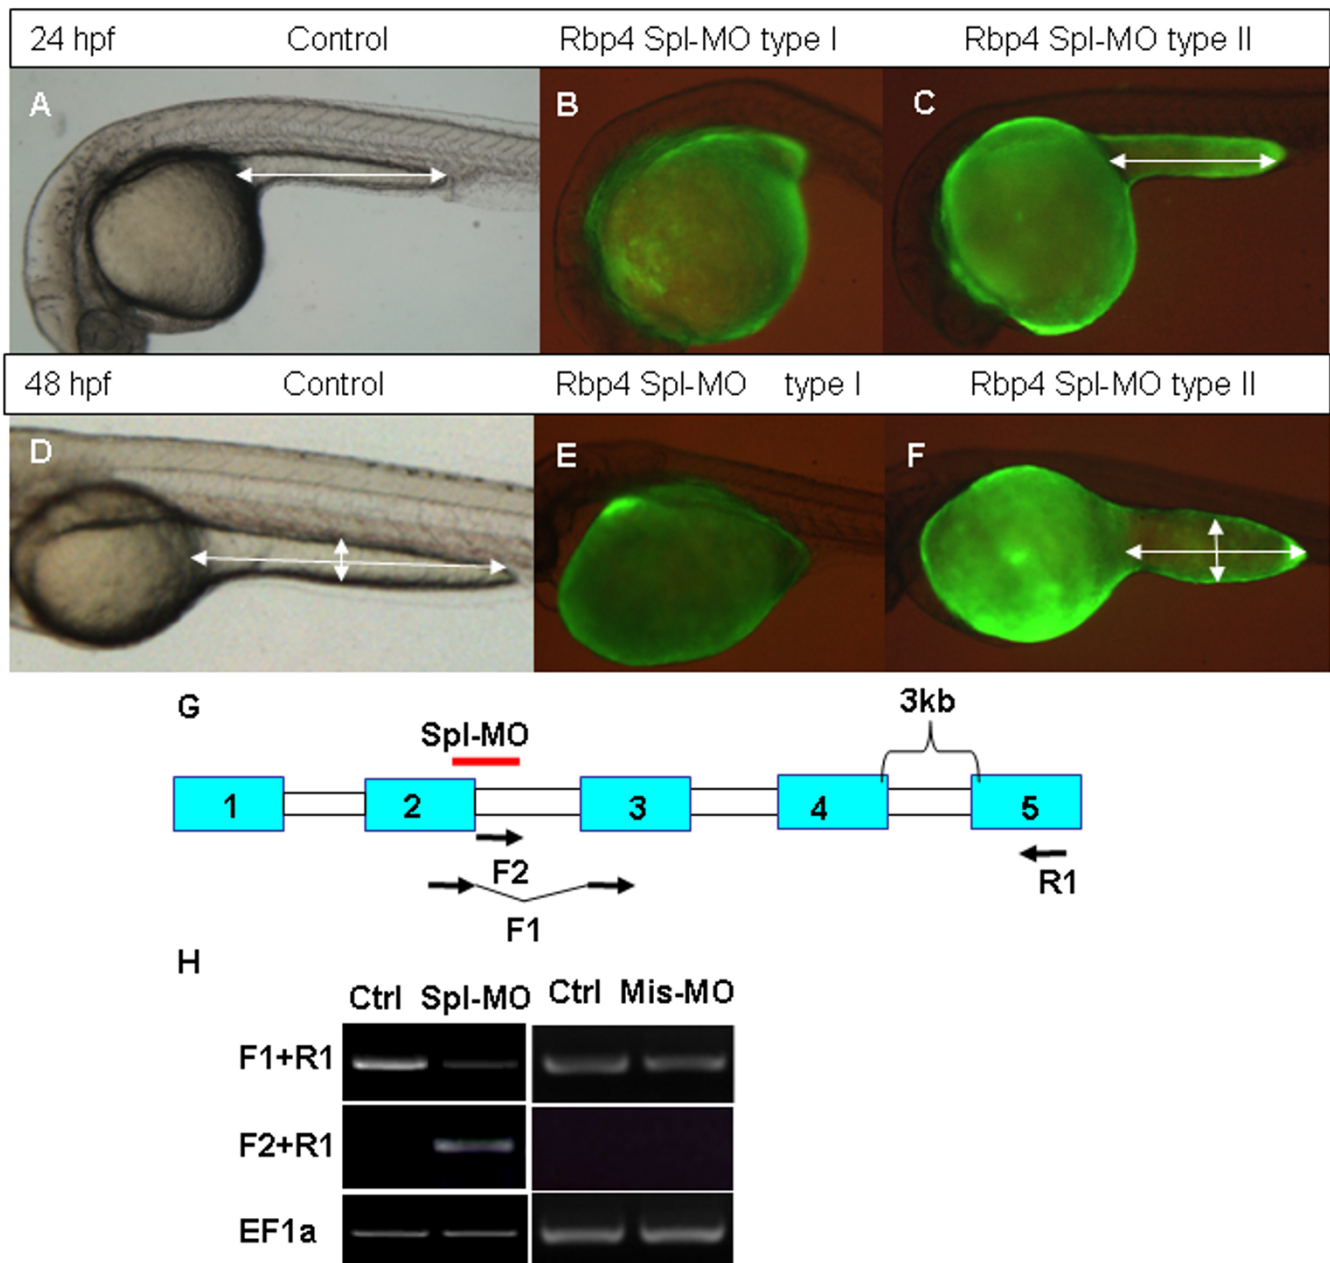 24 hpf Control Rbp4 Spl-MO type I Rbp4 Spl-MO type II
A B C
48 hpf Control Rbp4 Spl-MO type I Rbp4 Spl-MO type II
D E F
G
3kb
Spl-MO
1 2 3 4 5
F2
R1
F1
H
Ctrl Spl-MO Ctrl Mis-MO
F1+R1
F2+R1
EF1a